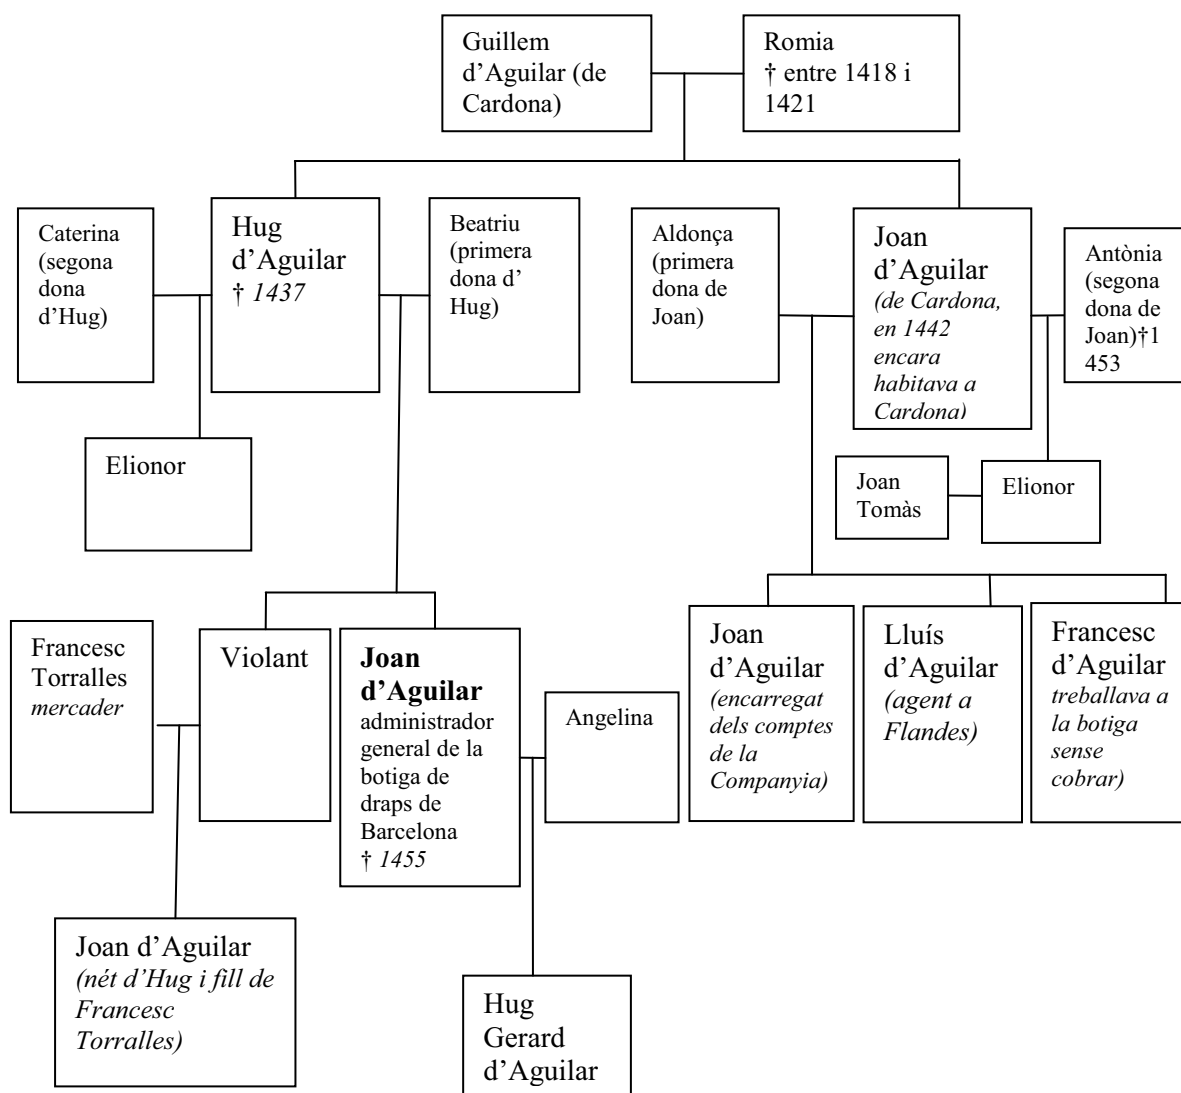 Guillem
d’Aguilar (de
Cardona)
Romia
† entre 1418 i
1421
Caterina
(segona
dona
d’Hug)
Hug
d’Aguilar
† 1437
Beatriu
(primera
dona d’
Hug)
Aldonça
(primera
dona de
Joan)
Joan
d’Aguilar
(de Cardona,
en 1442
encara
habitava a
Cardona)
Antònia
(segona
dona de
Joan)†1
453
Elionor
Joan
Tomàs
Elionor
Francesc
Torralles
mercader
Violant
Joan
d’Aguilar
administrador
general de la
botiga de
draps de
Barcelona
† 1455
Angelina
Joan
d’Aguilar
(encarregat
dels comptes
de la
Companyia)
Lluís
d’Aguilar
(agent a
Flandes)
Francesc
d’Aguilar
treballava a
la botiga
sense
cobrar)
Joan d’Aguilar
(nét d’Hug i fill de
Francesc
Torralles)
Hug
Gerard
d’Aguilar